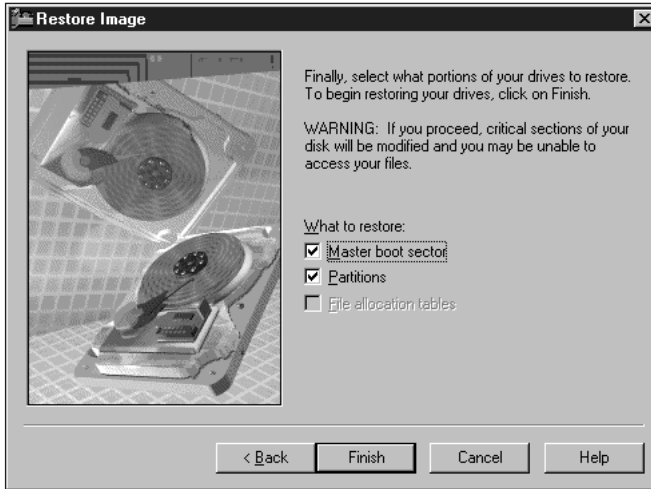 Restore Image
Finally, select what portions of your drives to restore.
To begin restoring your drives, click on Finish.
WARNING: If you proceed, critical sections of your
disk will be modified and you may be unable to
access your files.
What to restore:
Master boot sector
Partitions
File allocation tables
< Back
Finish
Cancel
Help